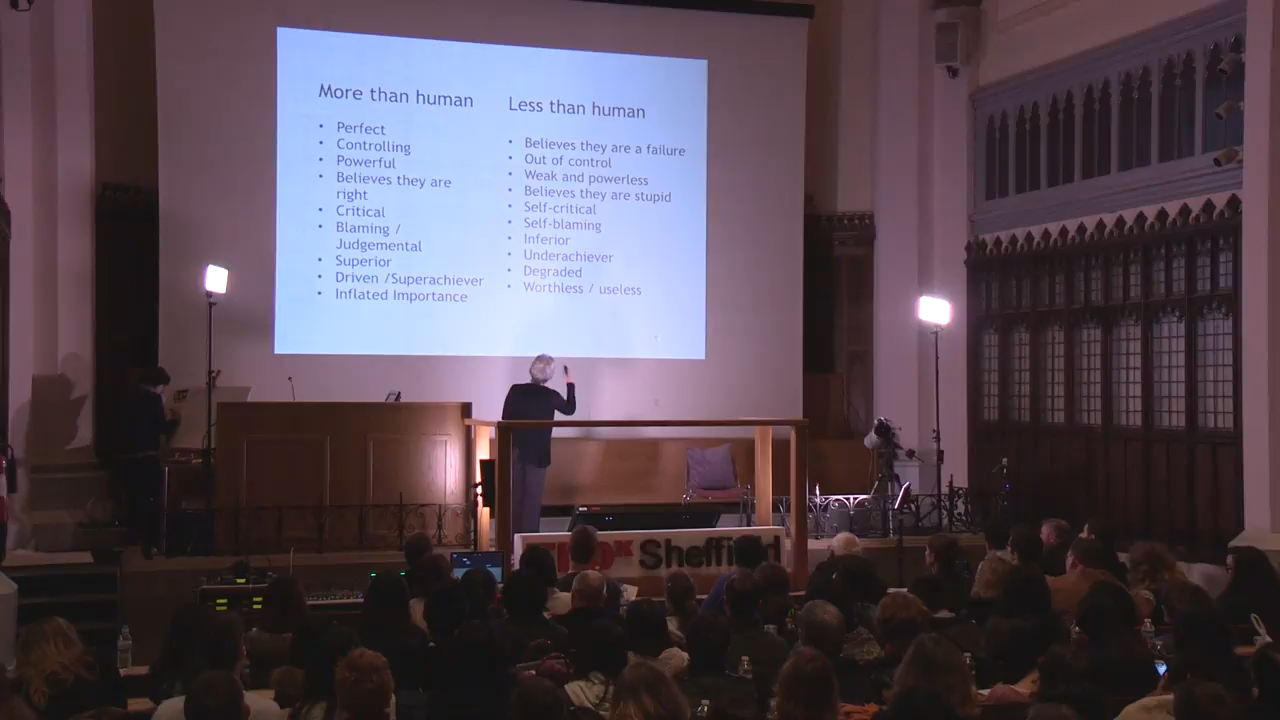 More than human
• Perfect
• Controlling
• Powerful
• Believes they are
right
• Critical
• Blaming /
Judgemental
• Superior
• Driven /Superachiever
• Inflated Importance
Less than human
• Believes they are a failure
• Out of control
• Weak and powerless
• Believes they are stupid
• Self-critical
• Self-blaming
• Inferior
• Underachiever
• Degraded
• Worthless / useless
TEDx Sheffield